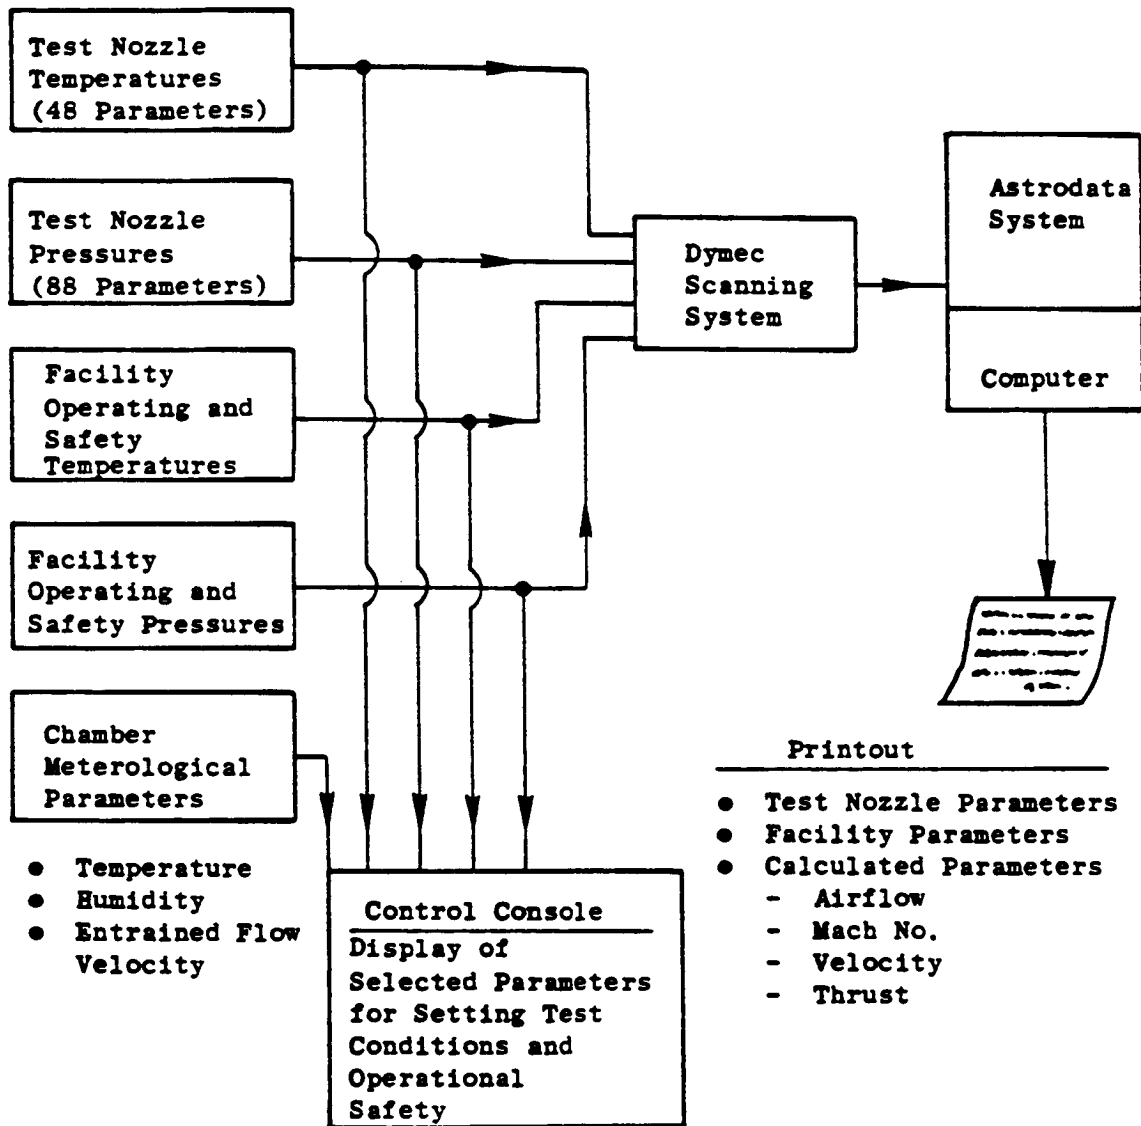 Test Nozzle
Temperatures
(48 Parameters)
Test Nozzle
Pressures
(88 Parameters)
Facility
Operating and
Safety
Temperatures
Facility
Operating and
Safety Pressures
Chamber
Meterological
Parameters
● Temperature
● Humidity
● Entrained Flow
Velocity
Dymec
Scanning
System
Astrodata
System
Computer
Control Console
Display of
Selected Parameters
for Setting Test
Conditions and
Operational
Safety
Printout
● Test Nozzle Parameters
● Facility Parameters
● Calculated Parameters
- Airflow
- Mach No.
- Velocity
- Thrust